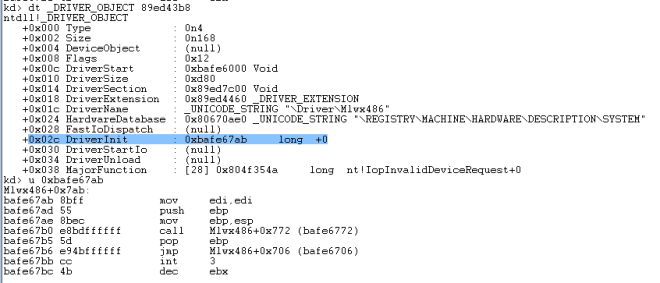 kd> dt _DRIVER_OBJECT 89ed43b8
ntdll!_DRIVER_OBJECT
+0x000 Type : 0n4
+0x002 Size : 0n168
+0x004 DeviceObject : (null)
+0x008 Flags : 0x12
+0x00c DriverStart : 0xbafe6000 Void
+0x010 DriverSize : 0xd80
+0x014 DriverSection : 0x89ed7c00 Void
+0x018 DriverExtension : 0x89ed4460 _DRIVER_EXTENSION
+0x01c DriverName : _UNICODE_STRING "\Driver\Mlvx486"
+0x024 HardwareDatabase : 0x80670ae0 _UNICODE_STRING "\REGISTRY\MACHINE\HARDWARE\DESCRIPTION\SYSTEM"
+0x028 FastIoDispatch : (null)
+0x02c DriverInit : 0xbafe67ab long +0
+0x030 DriverStartIo : (null)
+0x034 DriverUnload : (null)
+0x038 MajorFunction : [28] 0x804f354a long nt!IopInvalidDeviceRequest+0
kd> u 0xbafe67ab
Mlvx486+0x7ab:
bafe67ab 8bff mov edi,edi
bafe67ad 55 push ebp
bafe67ae 8bec mov ebp,esp
bafe67b0 e8bdffffff call Mlvx486+0x772 (bafe6772)
bafe67b5 5d pop ebp
bafe67b6 e94bffffff jmp Mlvx486+0x706 (bafe6706)
bafe67bb cc int 3
bafe67bc 4b dec ebx